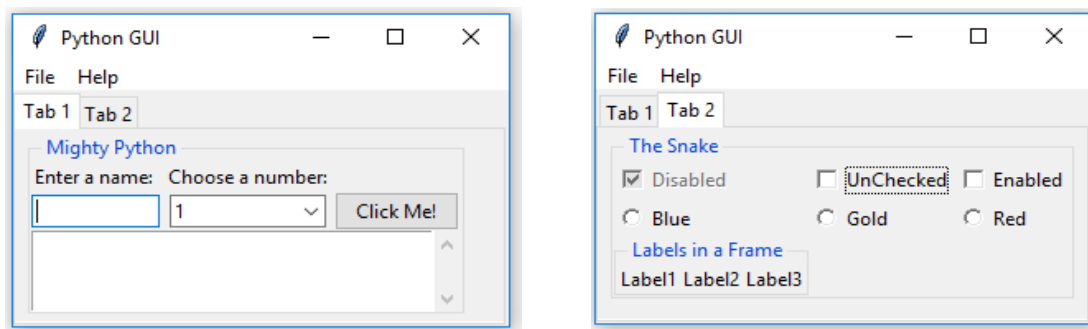 Python GUI
File Help
Tab 1 Tab 2
Mighty Python
Enter a name: Choose a number:
1 Click Me!
Python GUI
File Help
Tab 1 Tab 2
The Snake
Disabled UnChecked Enabled
Blue Gold Red
Labels in a Frame
Label1 Label2 Label3